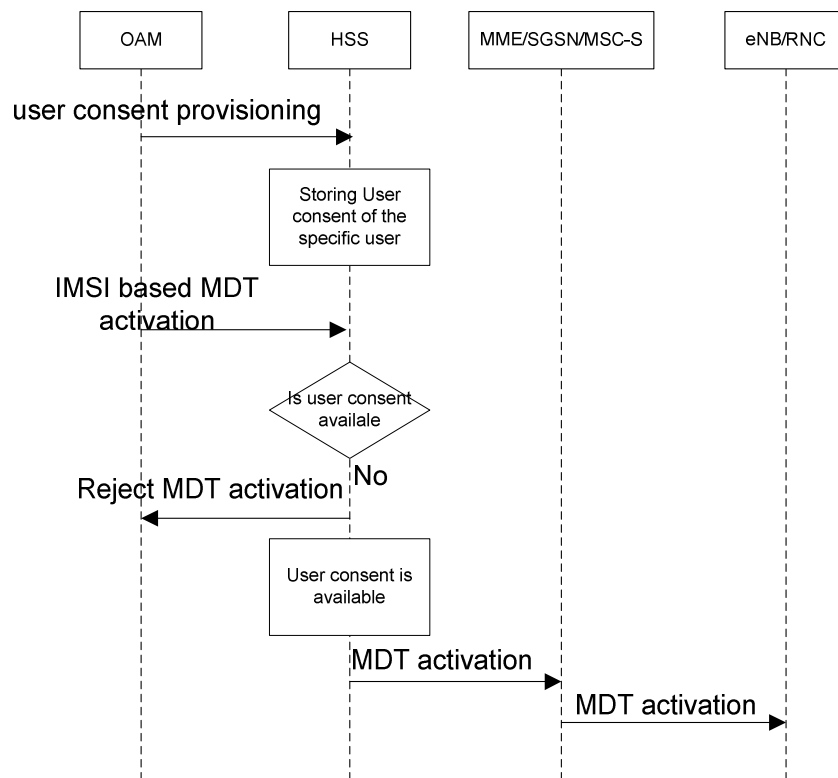 OAM
HSS
MME/SGSN/MSC-S
eNB/RNC
user consent provisioning
Storing User
consent of the
specific user
IMSI based MDT
activation
Is user consent
availale
No
Reject MDT activation
User consent is
available
MDT activation
MDT activation